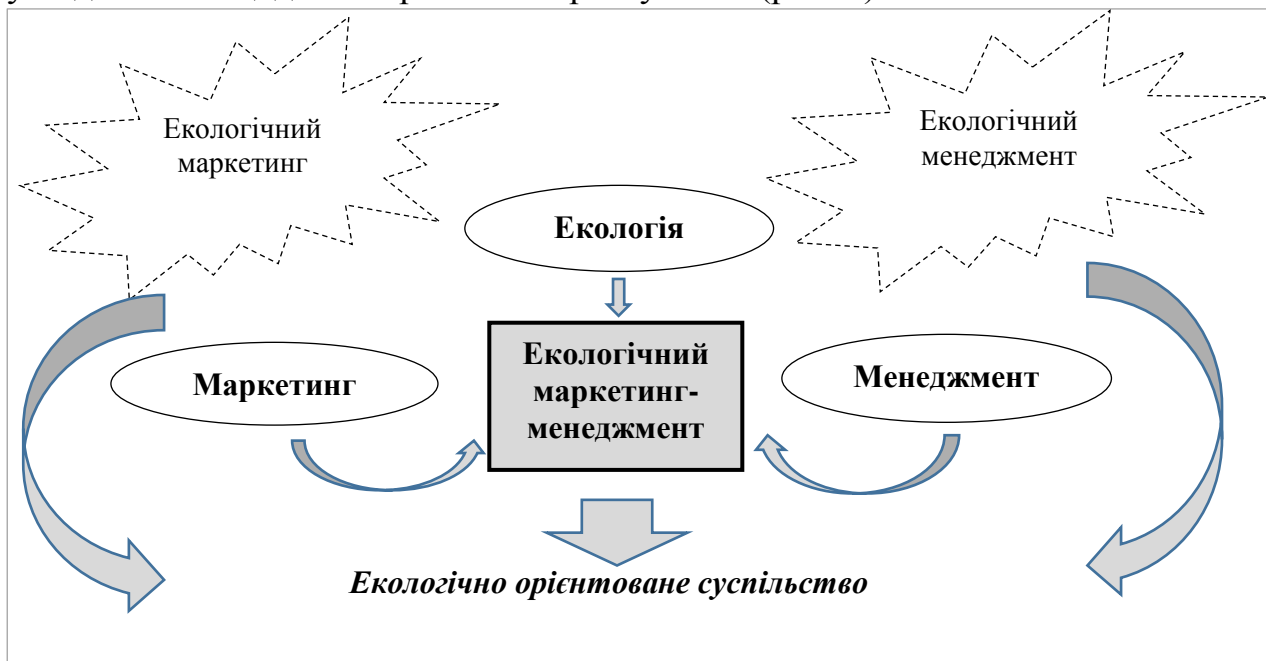 Екологічний
маркетинг
Екологічний
менеджмент
Екологія
Маркетинг
Екологічний
маркетинг-
менеджмент
Менеджмент
Екологічно орієнтоване суспільство